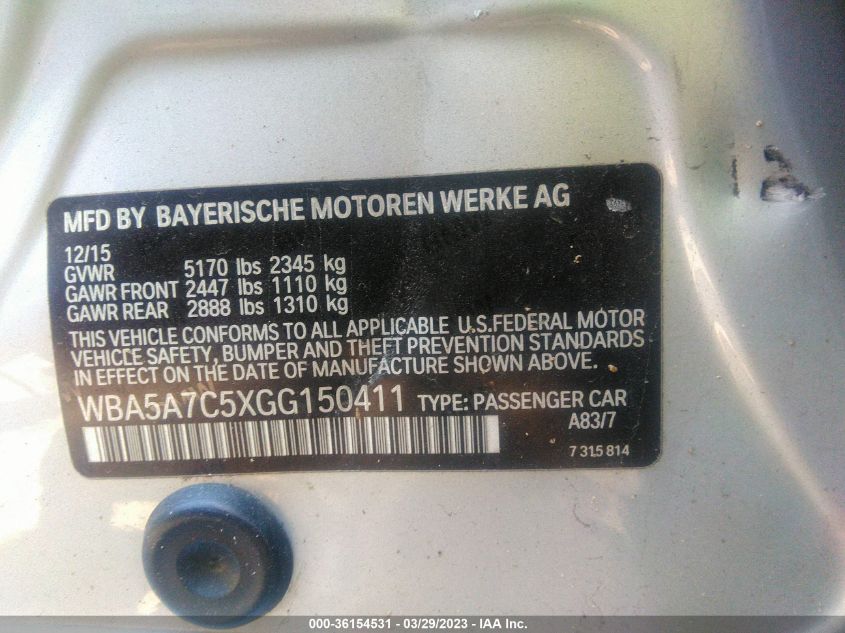 MFD BY BAYERISCHE MOTOREN WERKE AG
12/15
GVWR 5170 lbs 2345 kg
GAWR FRONT 2447 lbs 1110 kg
GAWR REAR 2888 lbs 1310 kg
THIS VEHICLE CONFORMS TO ALL APPLICABLE U.S.FEDERAL MOTOR
VEHICLE SAFETY, BUMPER AND THEFT PREVENTION STANDARDS
IN EFFECT ON THE DATE OF MANUFACTURE SHOWN ABOVE.
WBA5A7C5XGG150411 TYPE: PASSENGER CAR
A83/7
7 315 814
000-36154531 - 03/29/2023 - IAA Inc.